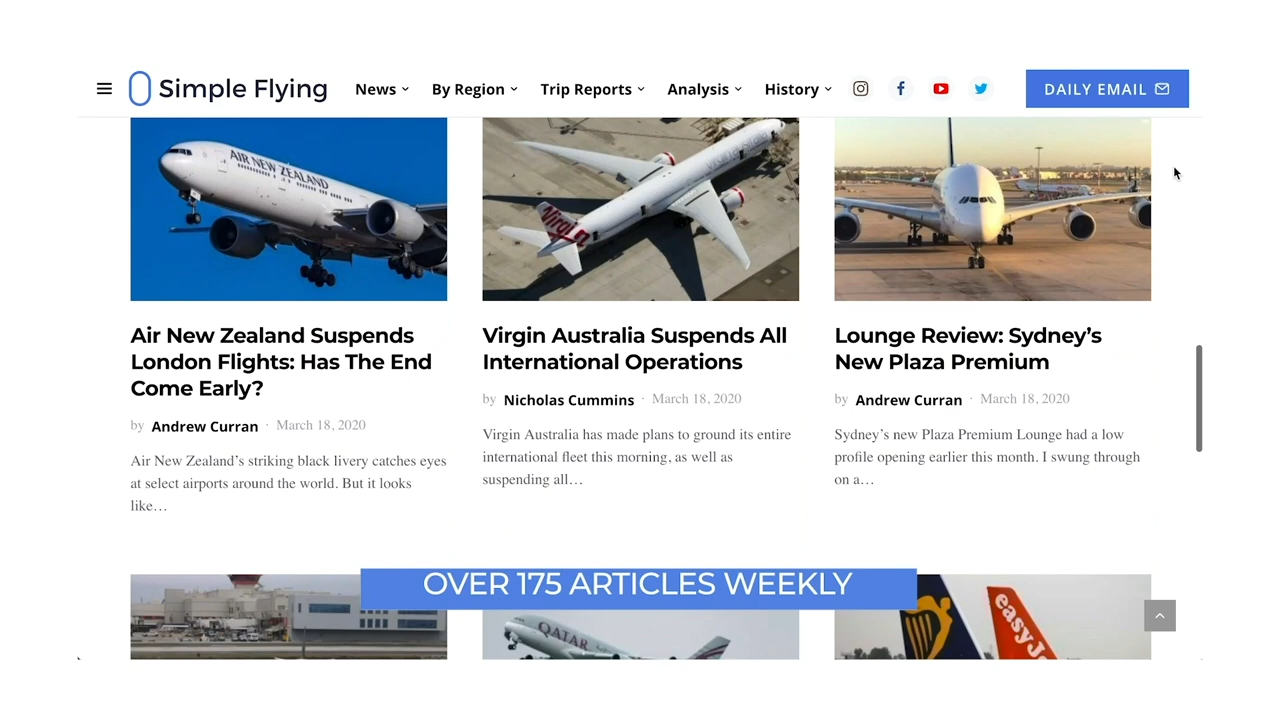 Simple Flying
News By Region Trip Reports Analysis History
DAILY EMAIL
AIR NEW ZEALAND
Virgin
Air New Zealand Suspends
London Flights: Has The End
Come Early?
by Andrew Curran · March 18, 2020
Air New Zealand’s striking black livery catches eyes
at select airports around the world. But it looks
like…
Virgin Australia Suspends All
International Operations
by Nicholas Cummins · March 18, 2020
Virgin Australia has made plans to ground its entire
international fleet this morning, as well as
suspending all…
Lounge Review: Sydney’s
New Plaza Premium
by Andrew Curran · March 18, 2020
Sydney’s new Plaza Premium Lounge had a low
profile opening earlier this month. I swung through
on a…
OVER 175 ARTICLES WEEKLY
QATAR
easyJe